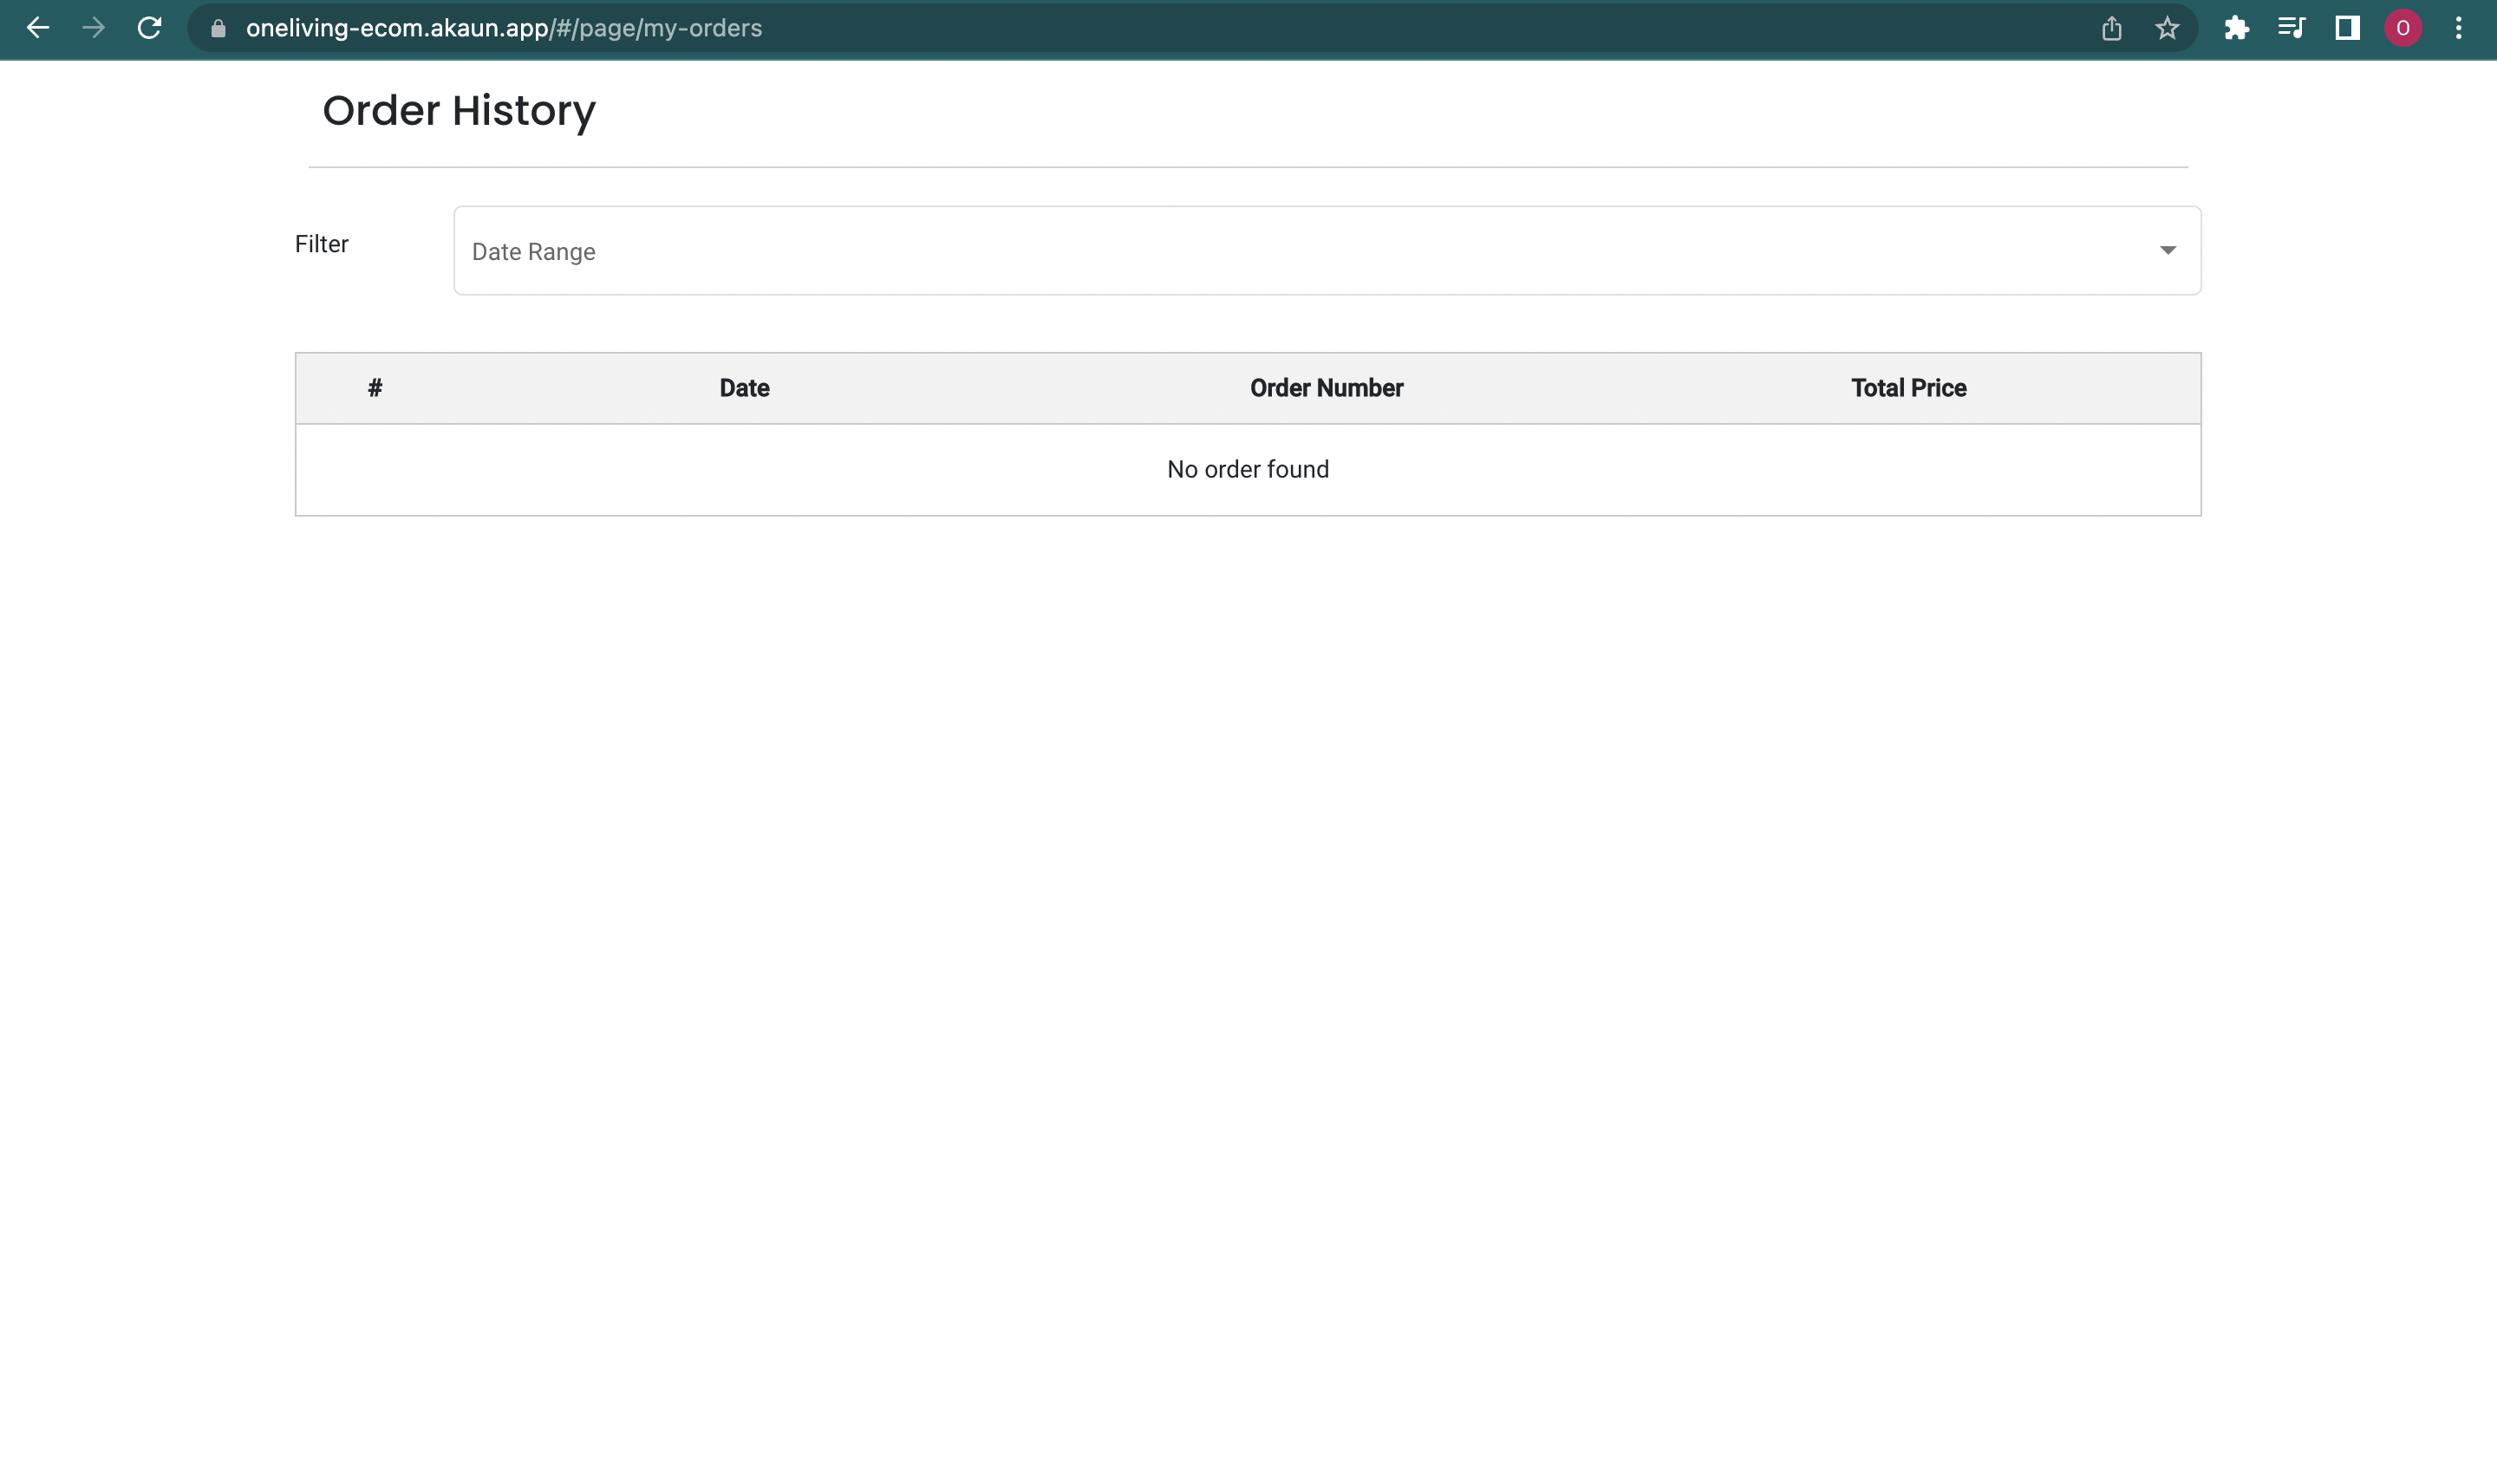 oneliving-ecom.akaun.app/#/page/my-orders
O
Order History
Filter
Date Range
# Date Order Number Total Price
No order found